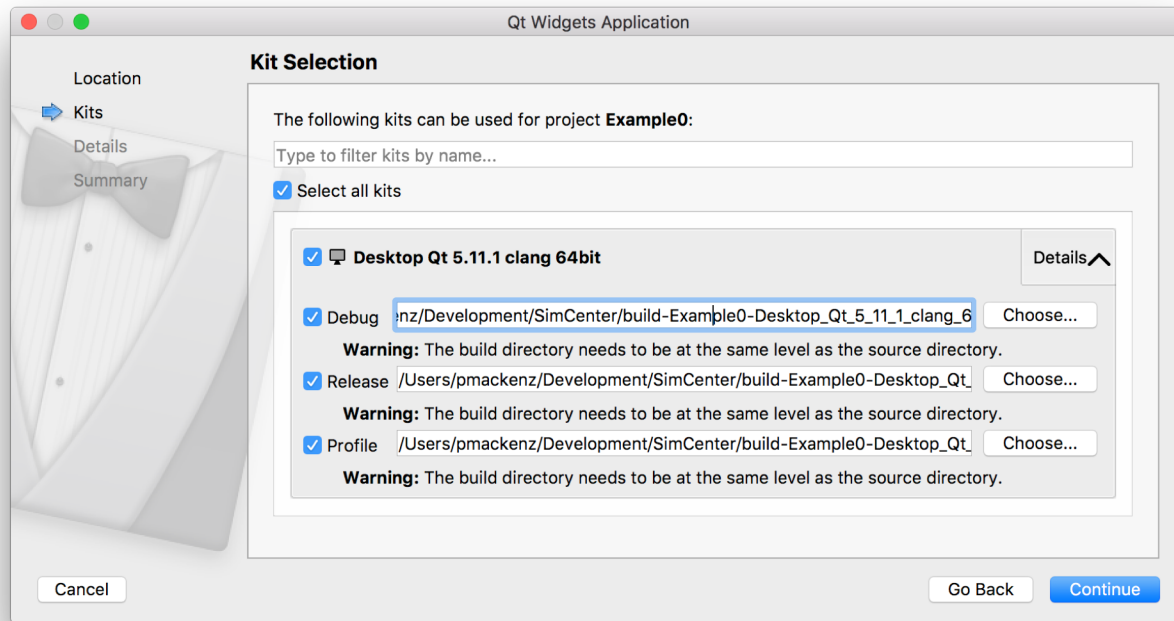 Qt Widgets Application
Location
Kits
Details
Summary
Kit Selection
The following kits can be used for project Example0:
Type to filter kits by name...
Select all kits
Desktop Qt 5.11.1 clang 64bit
Details
Debug nz/Development/SimCenter/build-Example0-Desktop_Qt_5_11_1_clang_6 Choose...
Warning: The build directory needs to be at the same level as the source directory.
Release /Users/pmackenz/Development/SimCenter/build-Example0-Desktop_Qt_ Choose...
Warning: The build directory needs to be at the same level as the source directory.
Profile /Users/pmackenz/Development/SimCenter/build-Example0-Desktop_Qt_ Choose...
Warning: The build directory needs to be at the same level as the source directory.
Cancel
Go Back
Continue